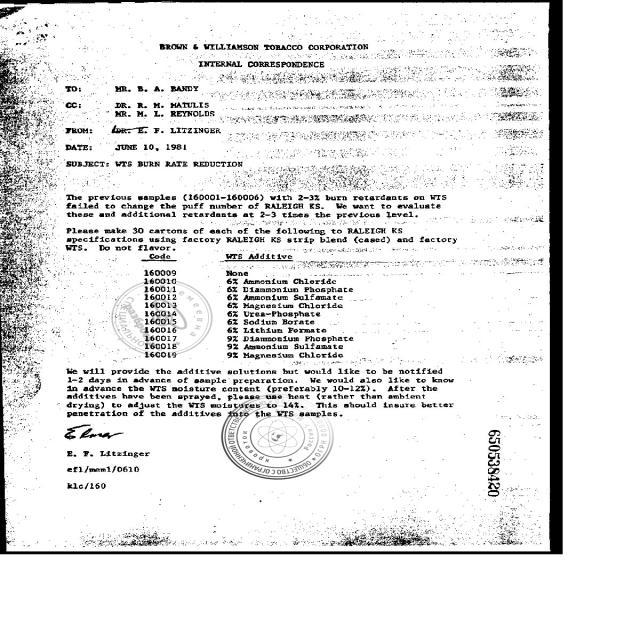 BROWN & WILLIAMSON TOBACCO CORPORATION
INTERNAL CORRESPONDENCE
TO: MR. B. A. BANDY
CC: DR. R. M. MATULIS
MR. M. L. REYNOLDS
FROM: DR. E. F. LITZINGER
DATE: JUNE 10, 1981
SUBJECT: WTS BURN RATE REDUCTION
The previous samples (160001-160006) with 2-3% burn retardants on WTS
failed to change the puff number of RALEIGH KS. We want to evaluate
these and additional retardants at 2-3 times the previous level.
Please make 30 cartons of each of the following to RALEIGH KS
specifications using factory RALEIGH KS strip blend (cased) and factory
WTS. Do not flavor.
Code WTS Additive
160009 None
160010 6% Ammonium Chloride
160011 6% Diammonium Phosphate
160012 6% Ammonium Sulfamate
160013 6% Magnesium Chloride
160014 6% Urea-Phosphate
160015 6% Sodium Borate
160016 6% Lithium Formate
160017 9% Diammonium Phosphate
160018 9% Ammonium Sulfamate
160019 9% Magnesium Chloride
We will provide the additive solutions but would like to be notified
1-2 days in advance of sample preparation. We would also like to know
in advance the WTS moisture content (preferably 10-12%). After the
additives have been sprayed, please use heat (rather than ambient
drying) to adjust the WTS moistures to 14%. This should insure better
penetration of the additives into the WTS samples.
Elmer
E. F. Litzinger
efl/mem1/0610
klc/160
650538420
ОБЩЕСТВО С ОГРАНИЧЕННОЙ ОТВЕТСТ